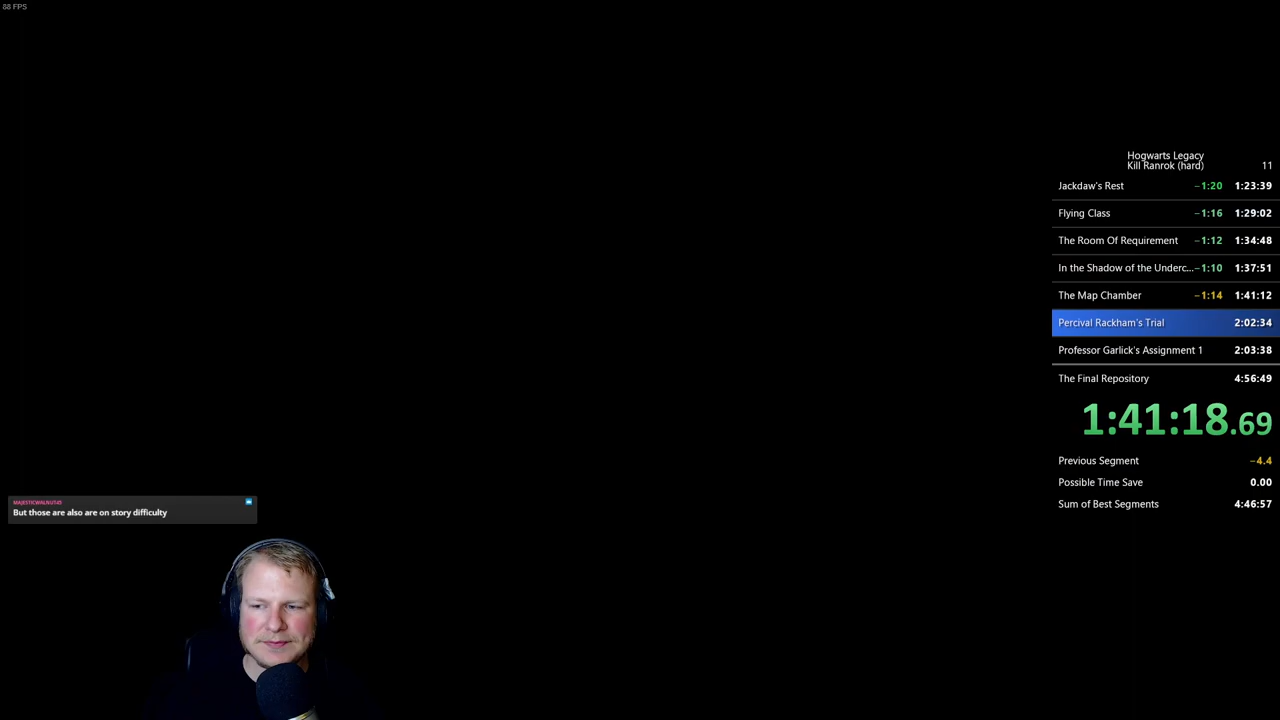 88 FPS
Hogwarts Legacy
Kill Ranrok (hard) 11
Jackdaw's Rest −1:20 1:23:39
Flying Class −1:16 1:29:02
The Room Of Requirement −1:12 1:34:48
In the Shadow of the Underc... −1:10 1:37:51
The Map Chamber −1:14 1:41:12
Percival Rackham's Trial 2:02:34
Professor Garlick's Assignment 1 2:03:38
The Final Repository 4:56:49
1:41:18.69
Previous Segment −4.4
Possible Time Save 0.00
Sum of Best Segments 4:46:57
But those are also are on story difficulty